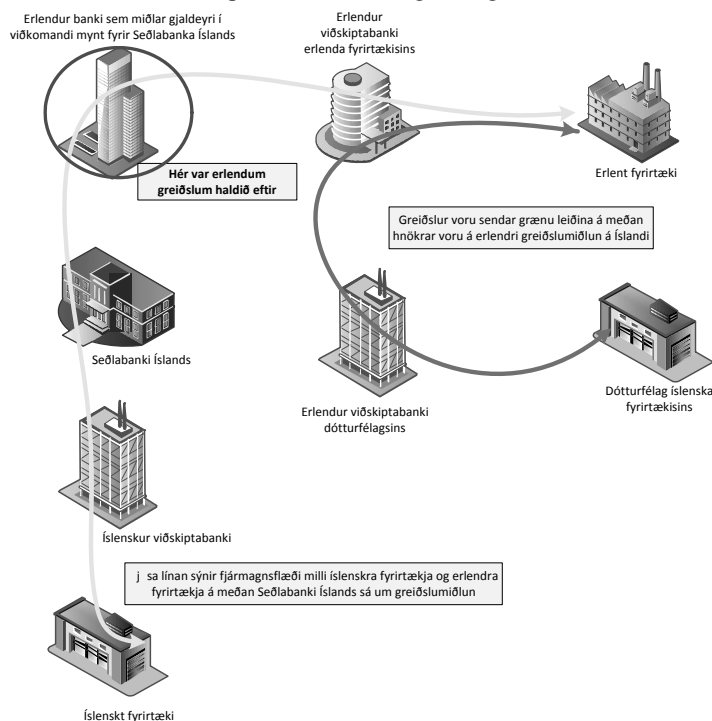 Erlendur banki sem miðlar gjaldeyri í
viðkomandi mynt fyrir Seðlabanka Íslands
Erlendur
viðskiptabanki
erlenda fyrirtækisins
Erlent fyrirtæki
Hér var erlendum
greiðslum haldið eftir
Greiðslur voru sendar grænu leiðina á meðan
hnökrar voru á erlendri greiðslumiðlun á Íslandi
Seðlabanki Íslands
Erlendur viðskiptabanki
dótturfélagsins
Dótturfélag íslenska
fyrirtækisins
Íslenskur viðskiptabanki
j sa línan sýnir fjármagnsflæði milli íslenskra fyrirtækja og erlendra
fyrirtækja á meðan Seðlabanki Íslands sá um greiðslumiðlun
Íslenskt fyrirtæki